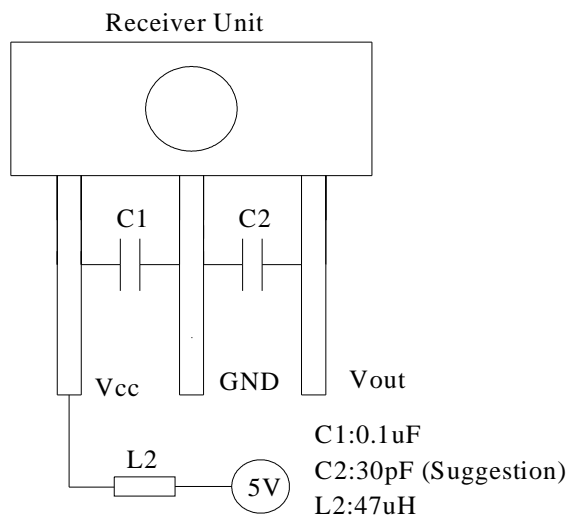 Receiver Unit
C1
C2
Vcc
GND
Vout
L2
5V
C1:0.1uF
C2:30pF (Suggestion)
L2:47uH